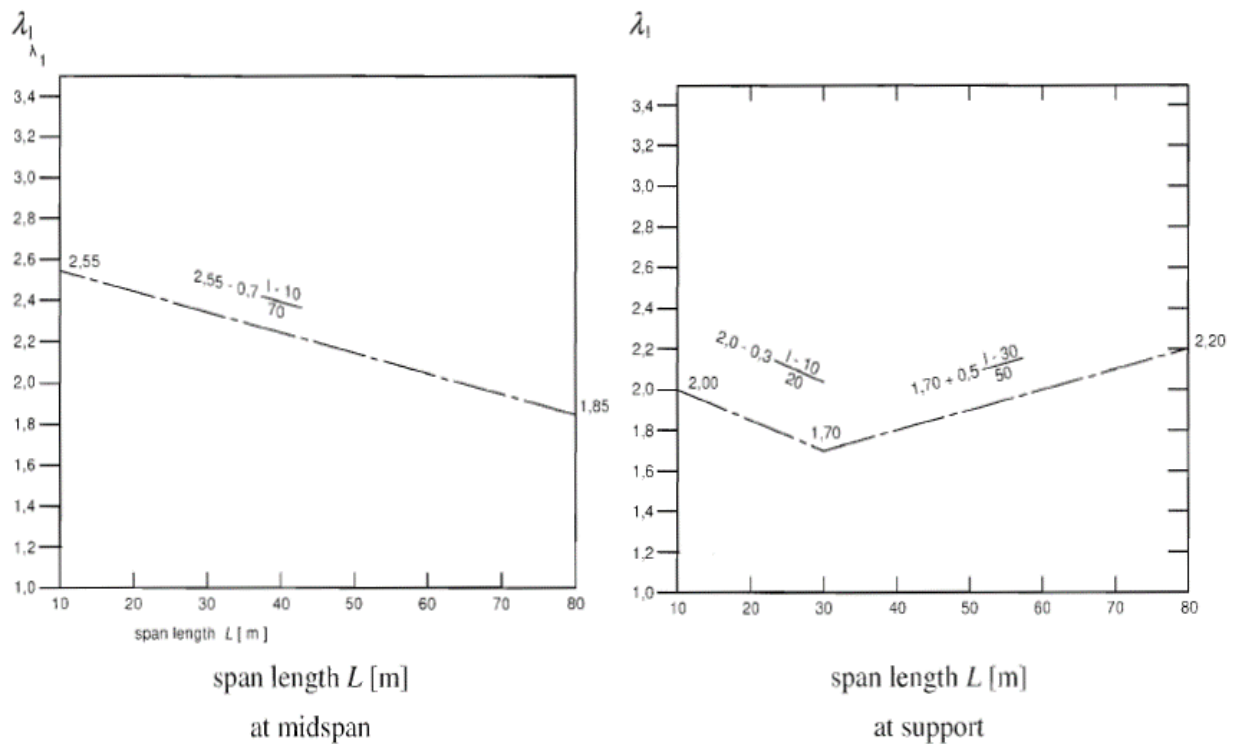 λ₁
λ₁
3,4
3,2
3,0
2,8
2,6
2,4
2,2
2,0
1,8
1,6
1,4
1,2
1,0
2,55
2,55 - 0,7 l - 10
70
1,85
10 20 30 40 50 60 70 80
span length L [ m ]
span length L [m]
at midspan
λ₁
3,4
3,2
3,0
2,8
2,6
2,4
2,2
2,0
1,8
1,6
1,4
1,2
1,0
2,00
2,0 - 0,3 l - 10
20
1,70
1,70 + 0,5 l - 30
50
2,20
10 20 30 40 50 60 70 80
span length L [m]
at support